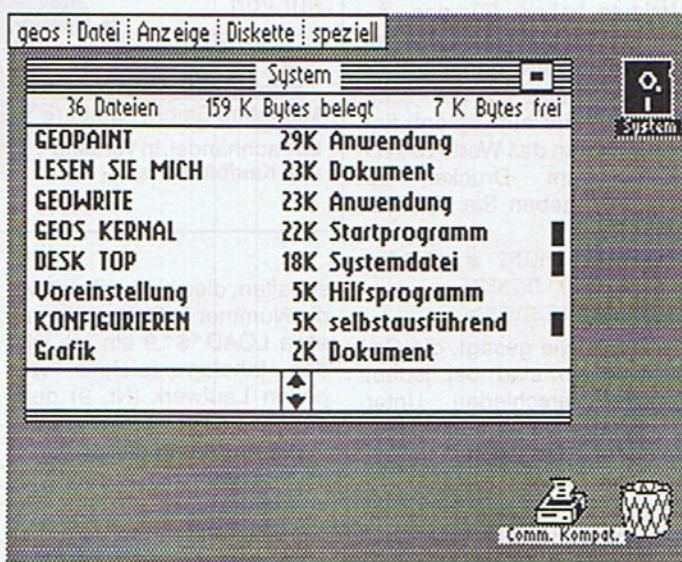 geos Datei Anzeige Diskette speziell
System
36 Dateien 159 K Bytes belegt 7 K Bytes frei
GEOPAINT 29K Anwendung
LESEN SIE MICH 23K Dokument
GEOWRITE 23K Anwendung
GEOS KERNAL 22K Startprogramm
DESK TOP 18K Systemdatei
Voreinstellung 5K Hilfsprogramm
KONFIGURIEREN 5K selbstausführend
Grafik 2K Dokument
System
Comm. Kompat.